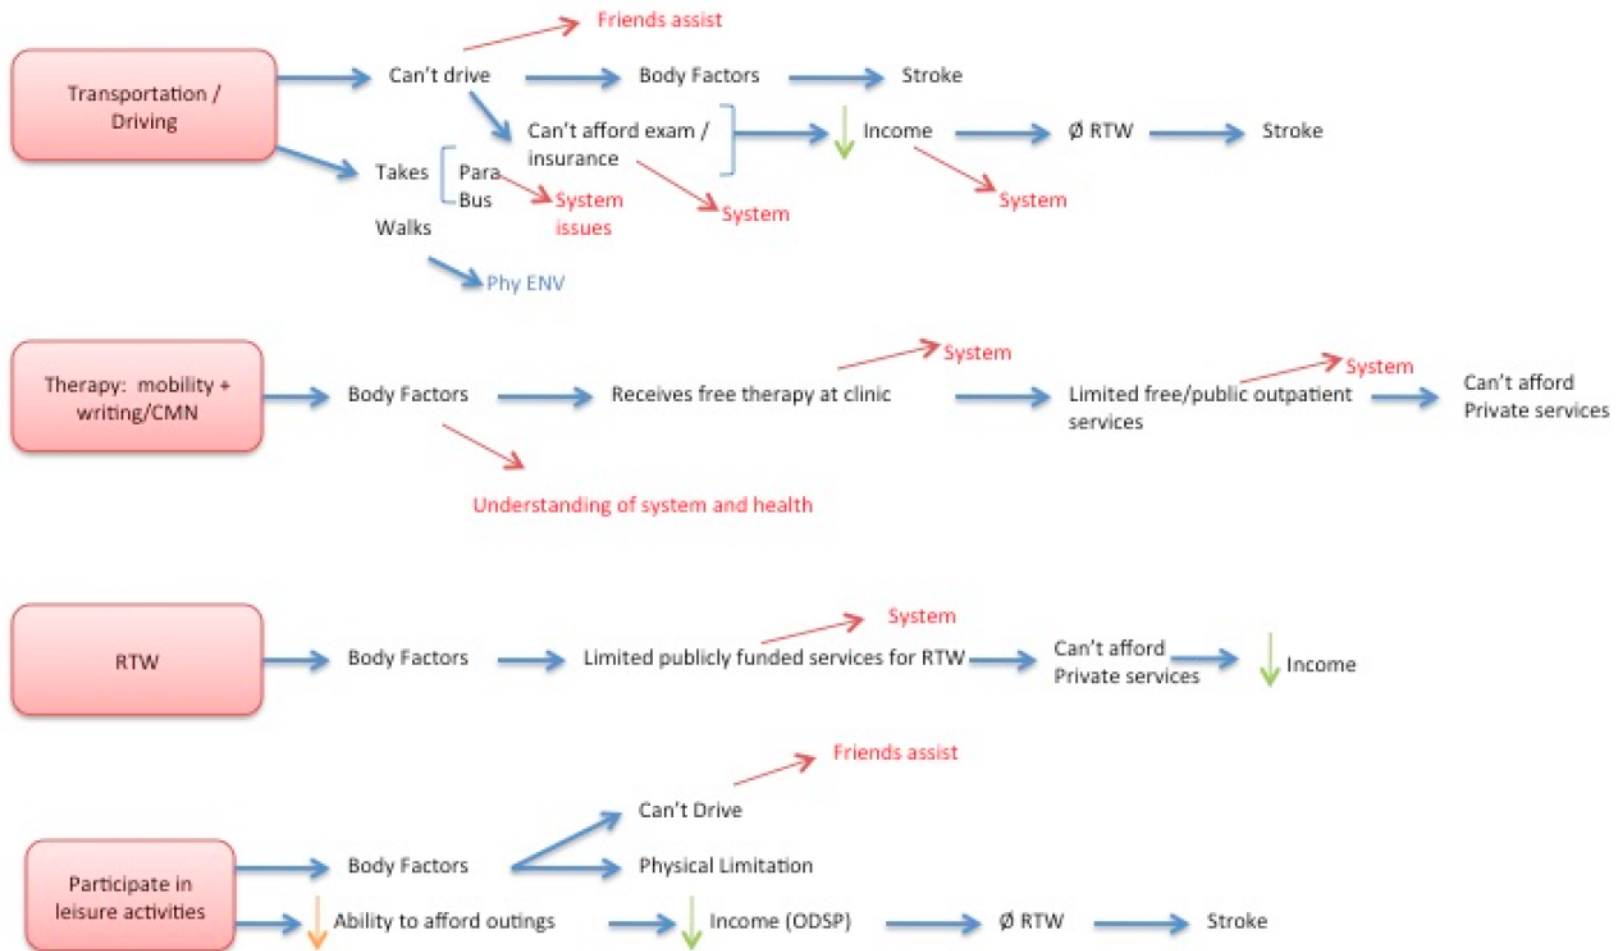 Friends assist
Transportation /
Driving
Can't drive
Body Factors
Stroke
Can't afford exam /
insurance
Income
Ø RTW
Stroke
Takes
Para
Bus
System
issues
System
System
Walks
Phy ENV
Therapy: mobility +
writing/CMN
Body Factors
Receives free therapy at clinic
System
Limited free/public outpatient
services
System
Can't afford
Private services
Understanding of system and health
RTW
Body Factors
Limited publicly funded services for RTW
System
Can't afford
Private services
Income
Friends assist
Can't Drive
Participate in
leisure activities
Body Factors
Physical Limitation
Ability to afford outings
Income (ODSP)
Ø RTW
Stroke